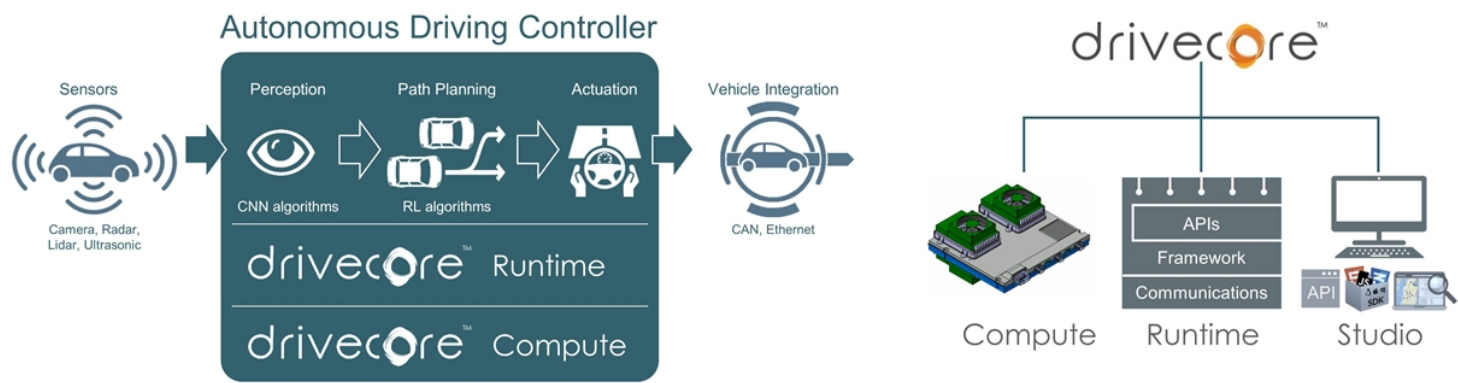 Autonomous Driving Controller
Sensors
Camera, Radar,
Lidar, Ultrasonic
Perception
CNN algorithms
Path Planning
RL algorithms
Actuation
drivecore™ Runtime
drivecore™ Compute
Vehicle Integration
CAN, Ethernet
drivecore™
Compute
APIs
Framework
Communications
Runtime
API
JS
SDK
Studio